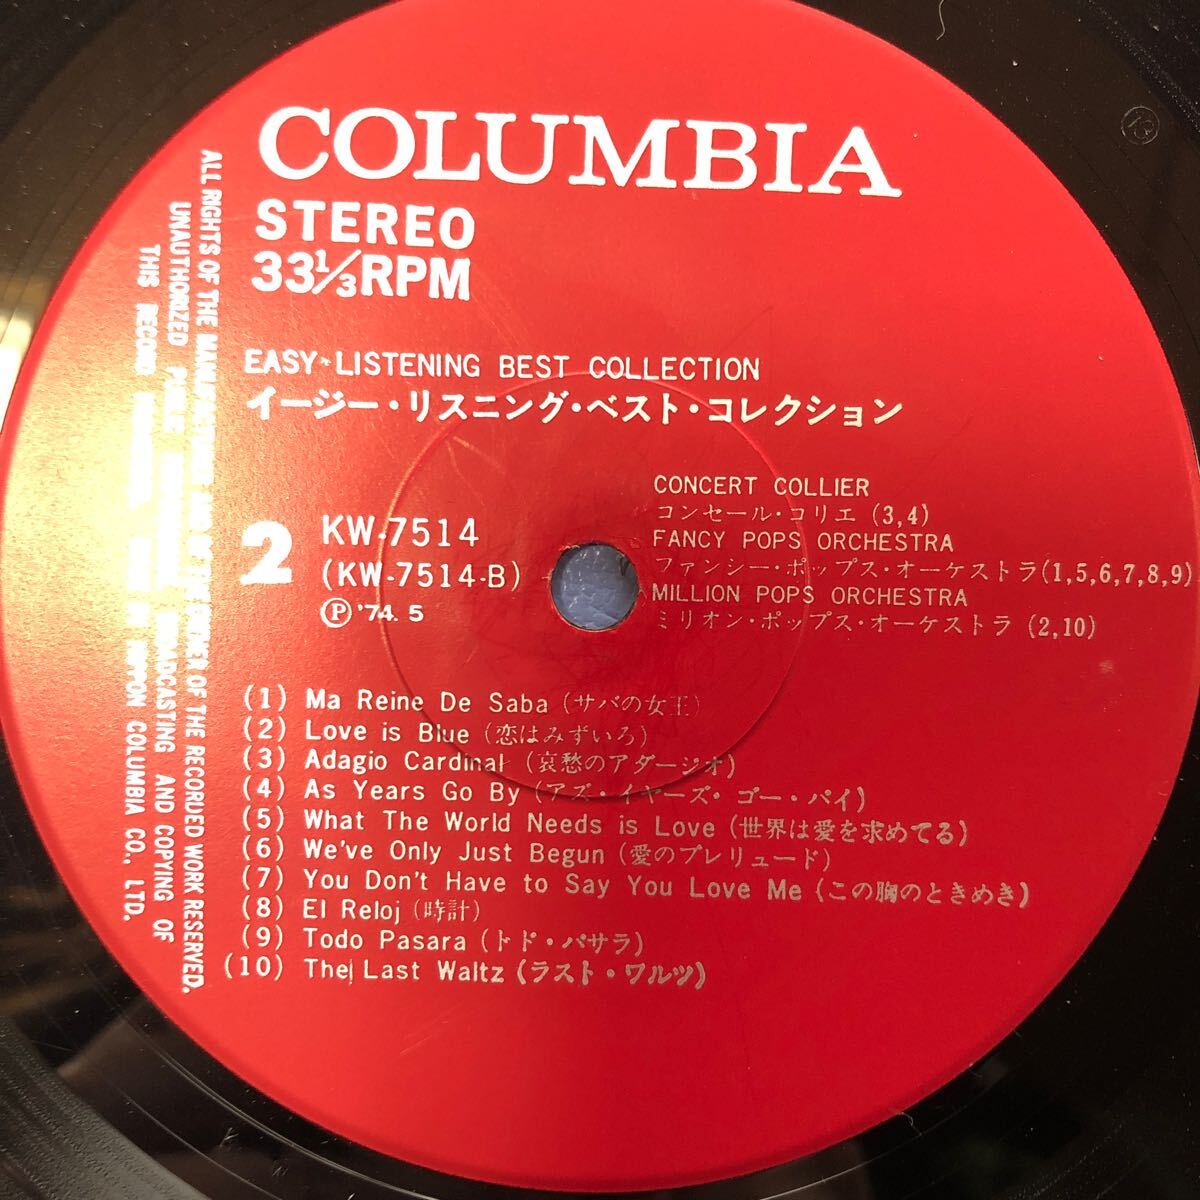 COLUMBIA
STEREO
33⅓RPM
EASY・LISTENING BEST COLLECTION
イージー・リスニング・ベスト・コレクション
2
KW-7514
(KW-7514-B)
Ⓟ '74. 5
CONCERT COLLIER
コンセール・コリエ (3,4)
FANCY POPS ORCHESTRA
ファンシー・ポップス・オーケストラ(1,5,6,7,8,9)
MILLION POPS ORCHESTRA
ミリオン・ポップス・オーケストラ (2,10)
(1) Ma Reine De Saba (サバの女王)
(2) Love is Blue (恋はみずいろ)
(3) Adagio Cardinal (哀愁のアダージオ)
(4) As Years Go By (アズ・イヤーズ・ゴー・バイ)
(5) What The World Needs is Love (世界は愛を求めてる)
(6) We've Only Just Begun (愛のプレリュード)
(7) You Don't Have to Say You Love Me (この胸のときめき)
(8) El Reloj (時計)
(9) Todo Pasara (トド・パサラ)
(10) The Last Waltz (ラスト・ワルツ)
ALL RIGHTS OF THE MANUFACTURER AND OF THE OWNER OF THE RECORDED WORK RESERVED.
UNAUTHORIZED PUBLIC BROADCASTING AND COPYING OF
THIS RECORD PROHIBITED. IN NIPPON COLUMBIA CO., LTD.
13